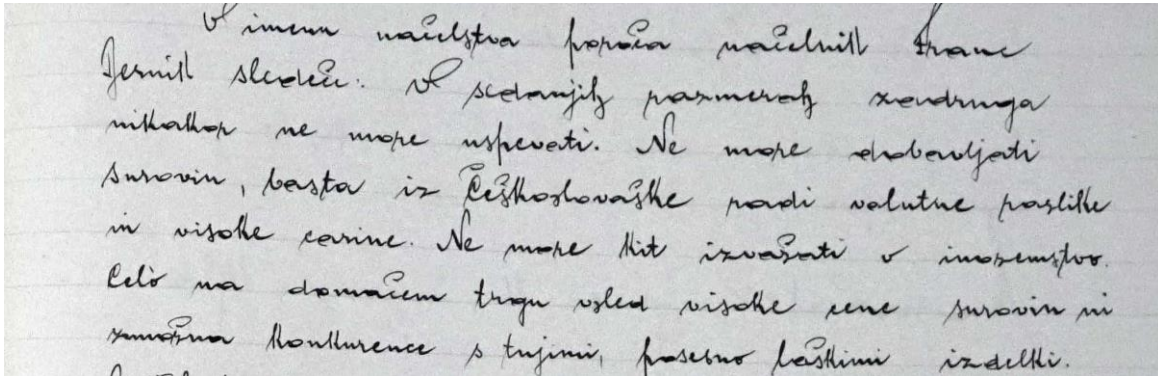 V imenu načelstva poroča načelnik Franc
Jernik sledeče: V sedanjih razmerah zadruga
nikakor ne more uspevati. Ne more dobavljati
surovin, basta iz Češkoslovaške radi valutne razlike
in visoke carine. Ne more kit izvažati v inozemstvo.
Celo na domačem trgu vsled visoke cene surovin ni
zmožna konkurence s tujimi, posebno laškimi izdelki.